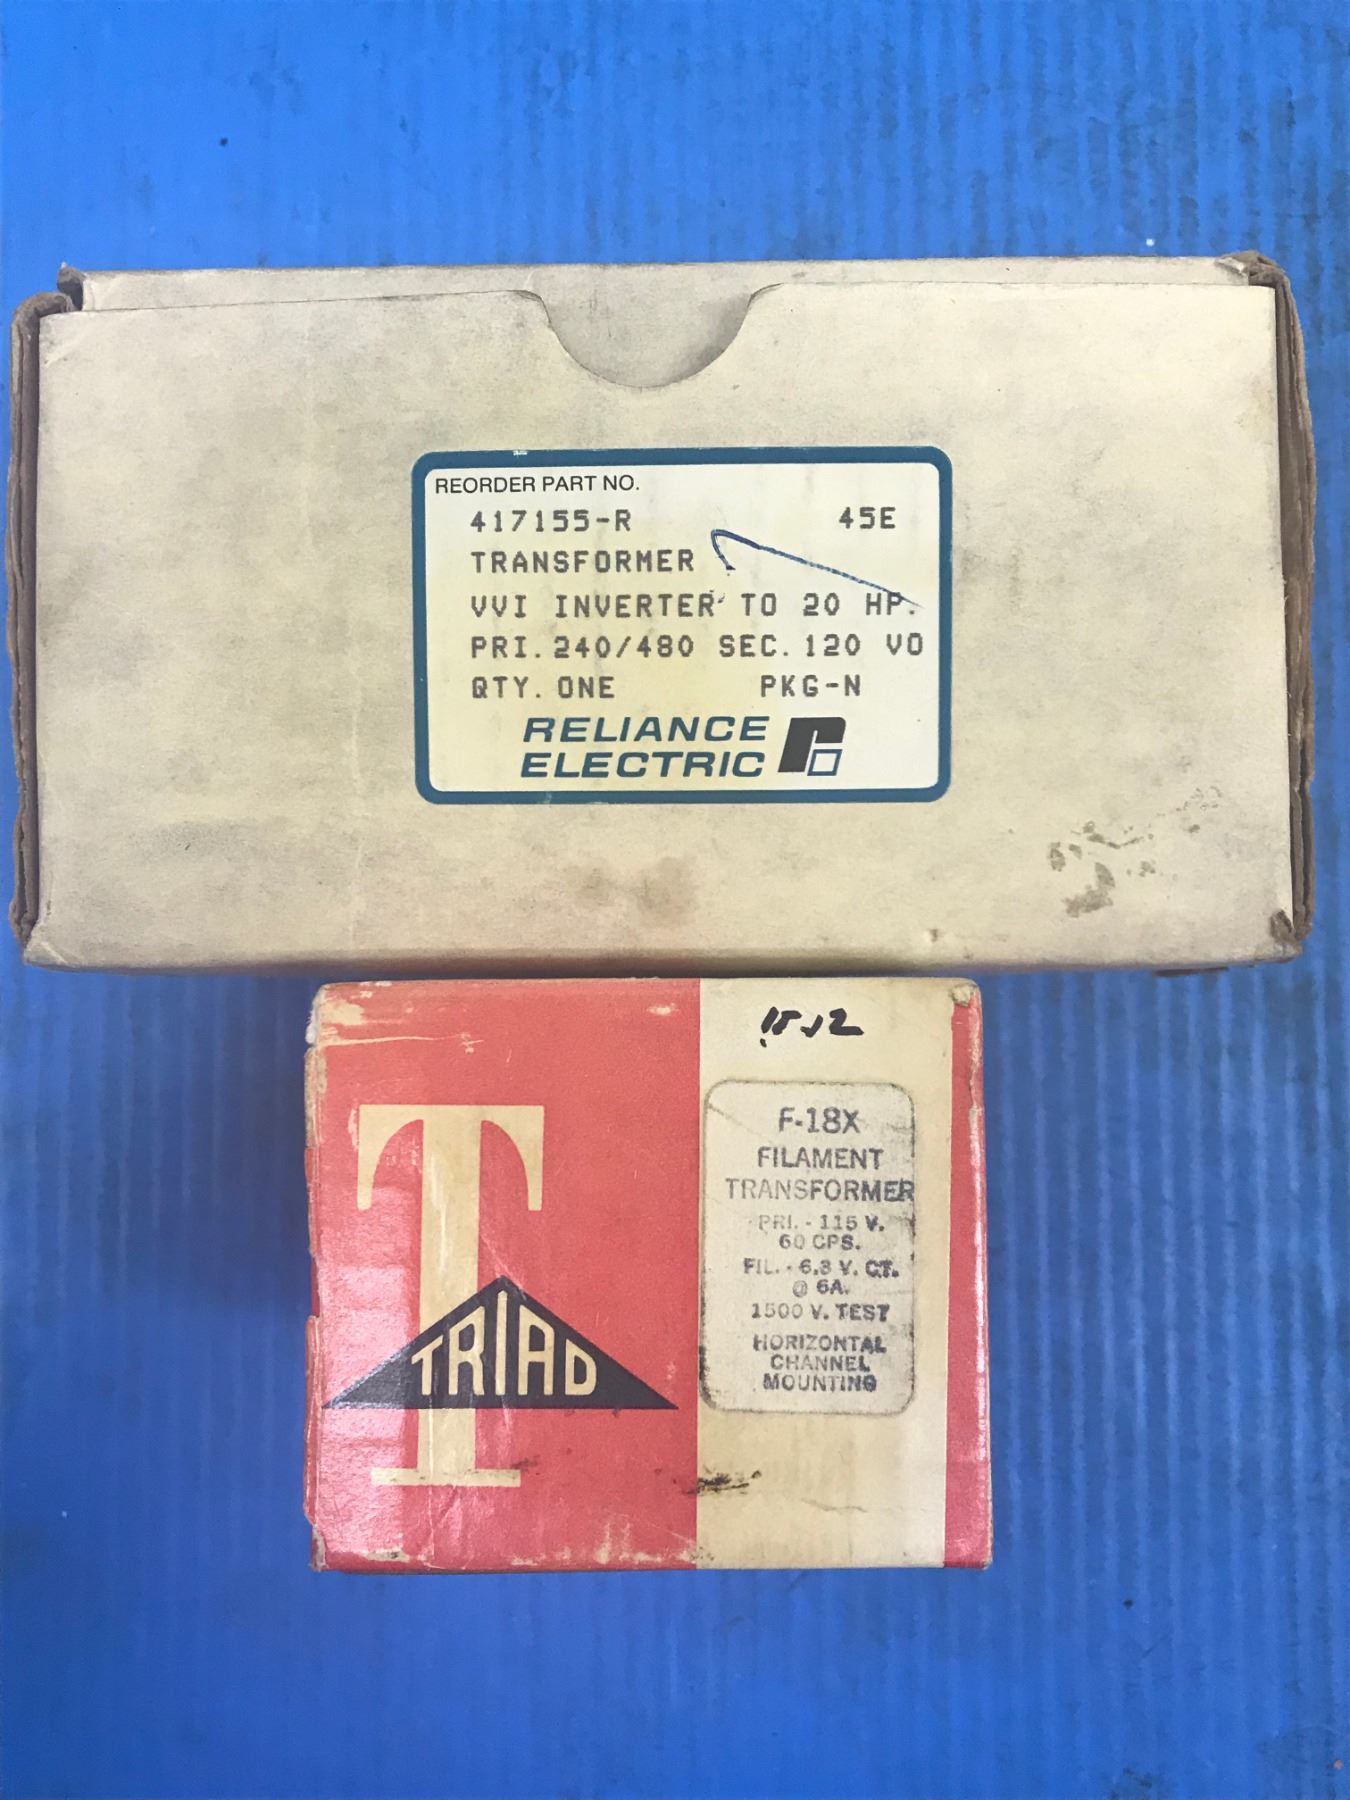 REORDER PART NO.
417155-R 45E
TRANSFORMER
VVI INVERTER TO 20 HP.
PRI. 240/480 SEC. 120 VO
QTY. ONE PKG-N
RELIANCE
ELECTRIC
T
TRIAD
F-18X
FILAMENT
TRANSFORMER
PRI. - 115 V.
60 CPS.
FIL. - 6.3 V. CT.
@ 6A.
1500 V. TEST
HORIZONTAL
CHANNEL
MOUNTING